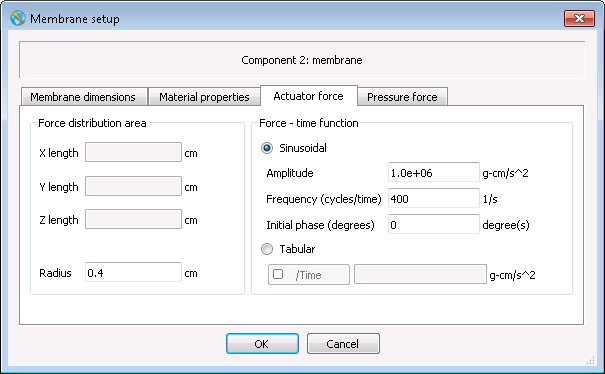 Membrane setup
Component 2: membrane
Membrane dimensions Material properties Actuator force Pressure force
Force distribution area
X length cm
Y length cm
Z length cm
Radius 0.4 cm
Force - time function
Sinusoidal
Amplitude 1.0e+06 g-cm/s^2
Frequency (cycles/time) 400 1/s
Initial phase (degrees) 0 degree(s)
Tabular
/Time g-cm/s^2
OK Cancel